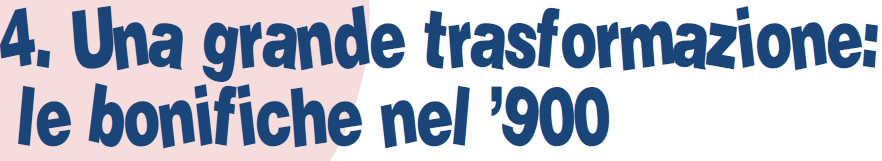 4. Una grande trasformazione:
le bonifiche nel ’900